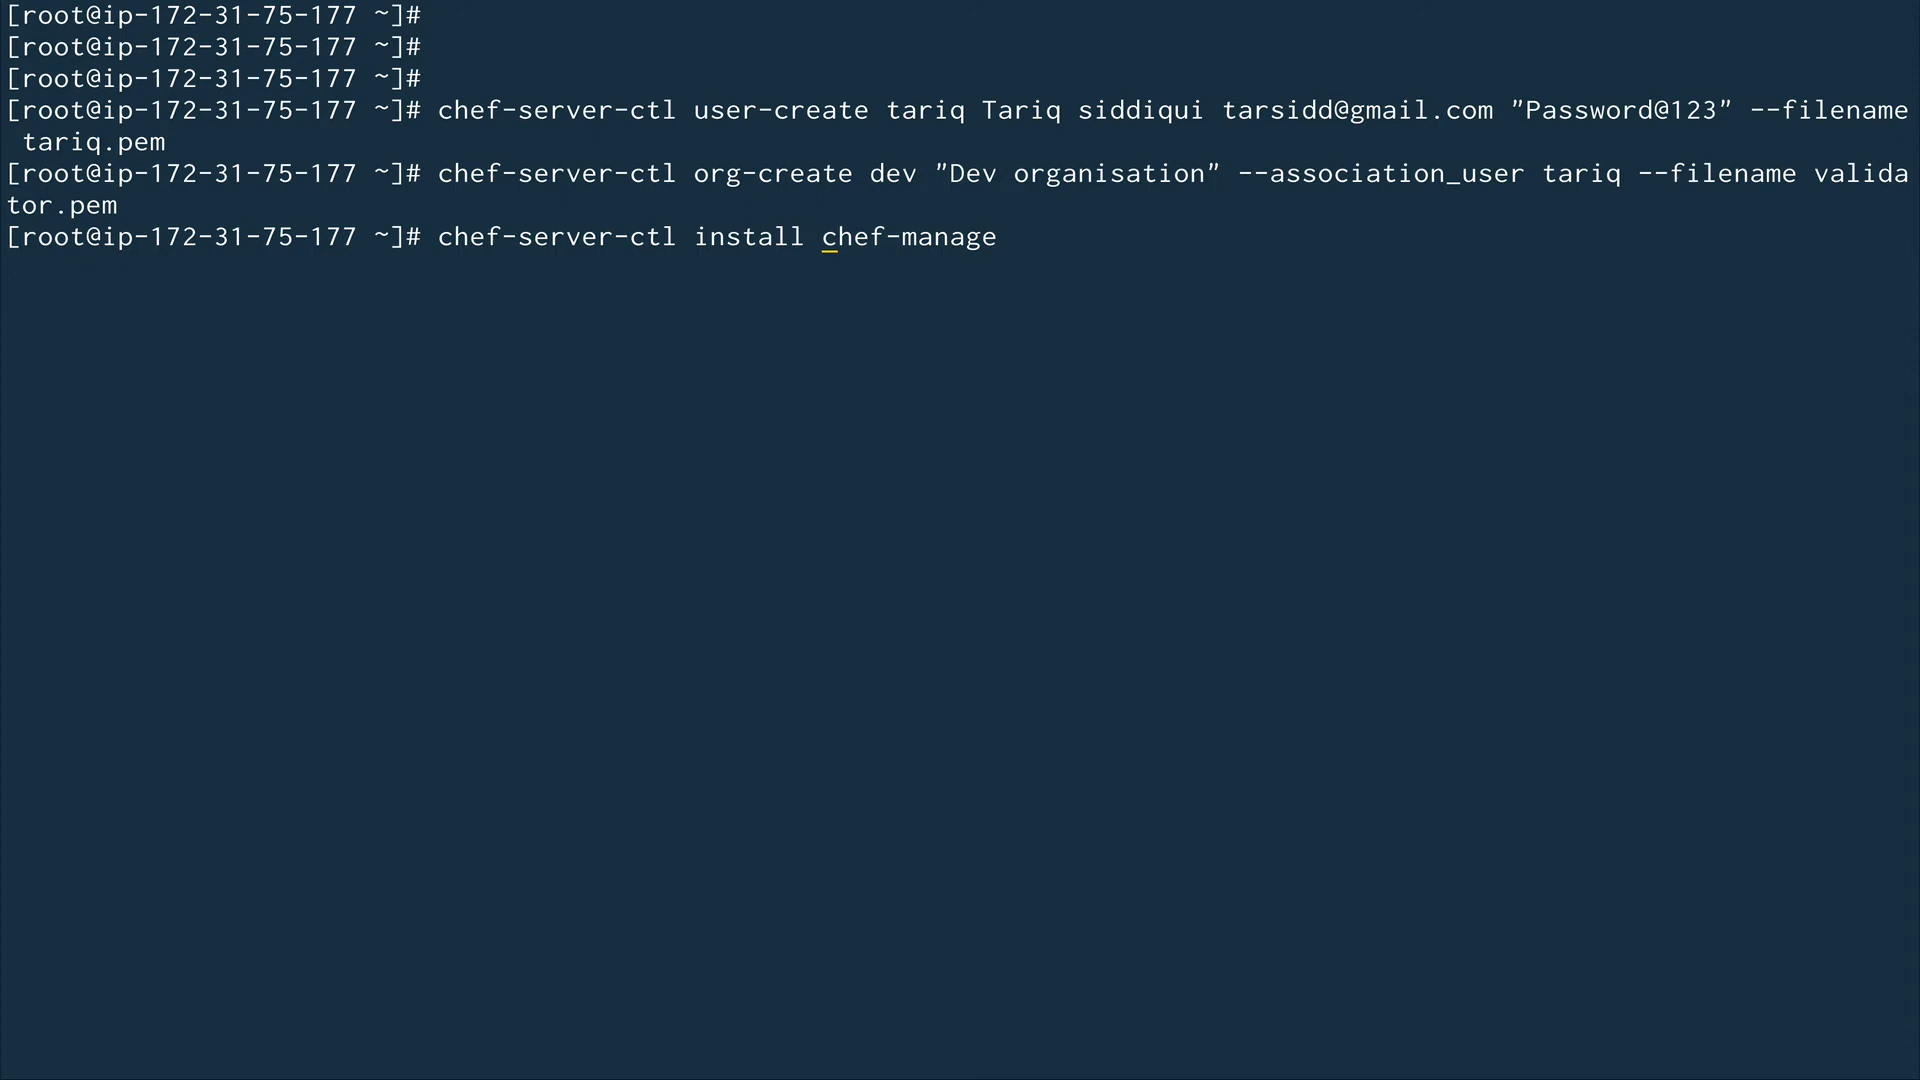 [root@ip-172-31-75-177 ~]#
[root@ip-172-31-75-177 ~]#
[root@ip-172-31-75-177 ~]#
[root@ip-172-31-75-177 ~]# chef-server-ctl user-create tariq Tariq siddiqui tarsidd@gmail.com "Password@123" --filename
 tariq.pem
[root@ip-172-31-75-177 ~]# chef-server-ctl org-create dev "Dev organisation" --association_user tariq --filename valida
tor.pem
[root@ip-172-31-75-177 ~]# chef-server-ctl install chef-manage